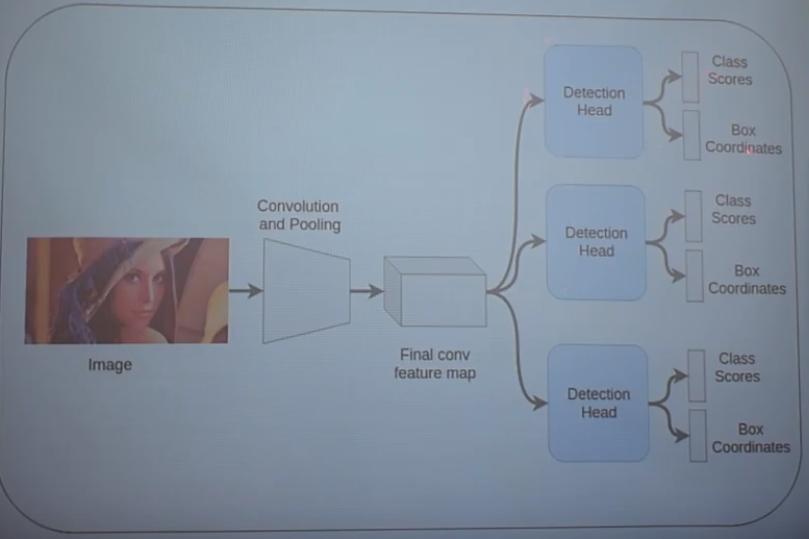 Convolution
and Pooling
Image
Final conv
feature map
Detection
Head
Class
Scores
Box
Coordinates
Detection
Head
Class
Scores
Box
Coordinates
Detection
Head
Class
Scores
Box
Coordinates